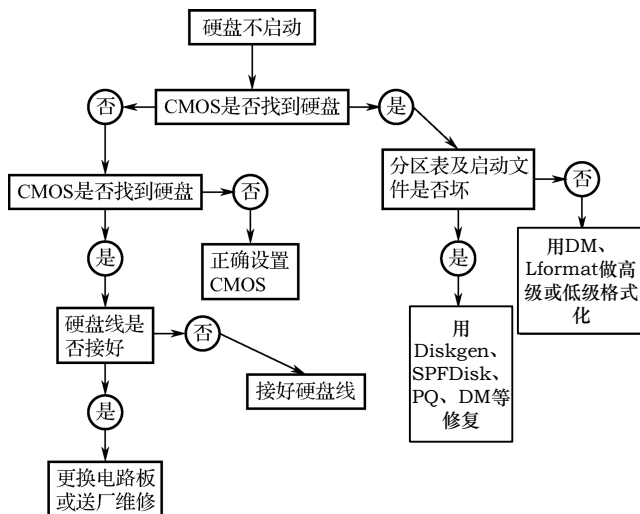 硬盘不启动
否
CMOS是否找到硬盘
是
CMOS是否找到硬盘
否
分区表及启动文
件是否坏
否
是
正确设置
CMOS
是
用DM、
Lformat做高
级或低级格式
化
硬盘线是
否接好
否
用
Diskgen、
SPFDisk、
PQ、DM等
修复
接好硬盘线
是
更换电路板
或送厂维修